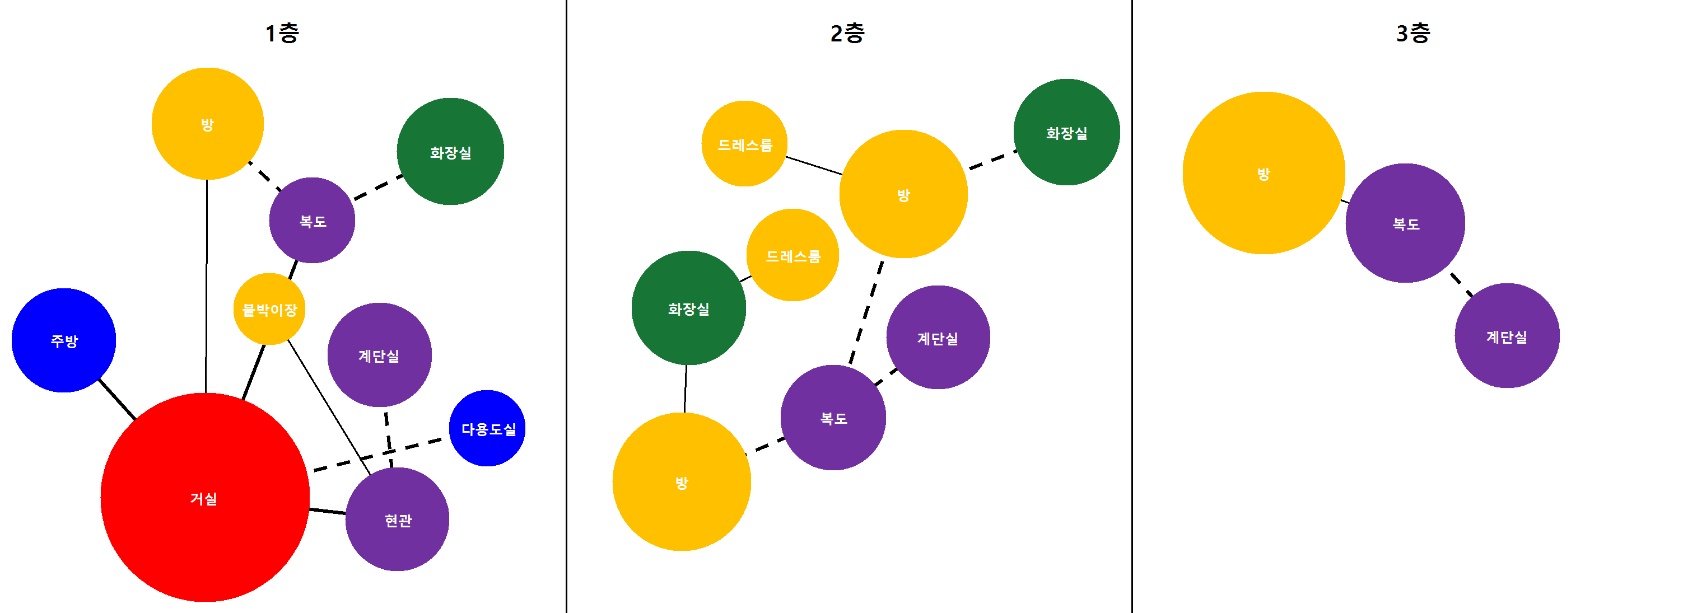 1층
방
화장실
복도
붙박이장
주방
계단실
다용도실
거실
현관
2층
드레스룸
화장실
방
드레스룸
화장실
계단실
복도
방
3층
방
복도
계단실